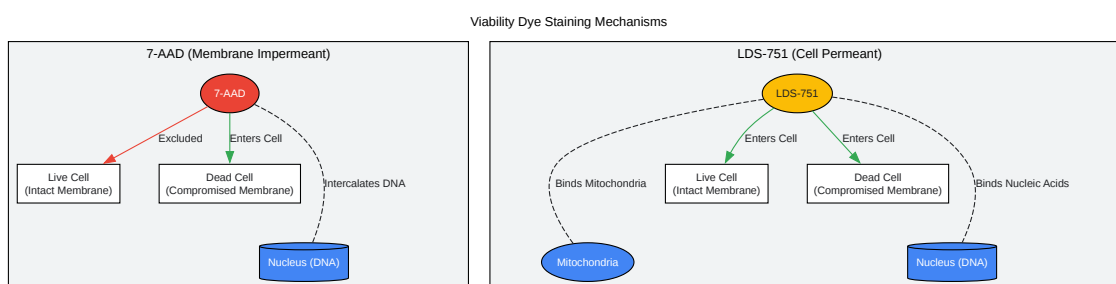 Viability Dye Staining Mechanisms
7-AAD (Membrane Impermeant)
7-AAD
Excluded
Enters Cell
Live Cell
(Intact Membrane)
Dead Cell
(Compromised Membrane)
Intercalates DNA
Nucleus (DNA)
LDS-751 (Cell Permeant)
LDS-751
Enters Cell
Enters Cell
Binds Mitochondria
Live Cell
(Intact Membrane)
Dead Cell
(Compromised Membrane)
Binds Nucleic Acids
Mitochondria
Nucleus (DNA)